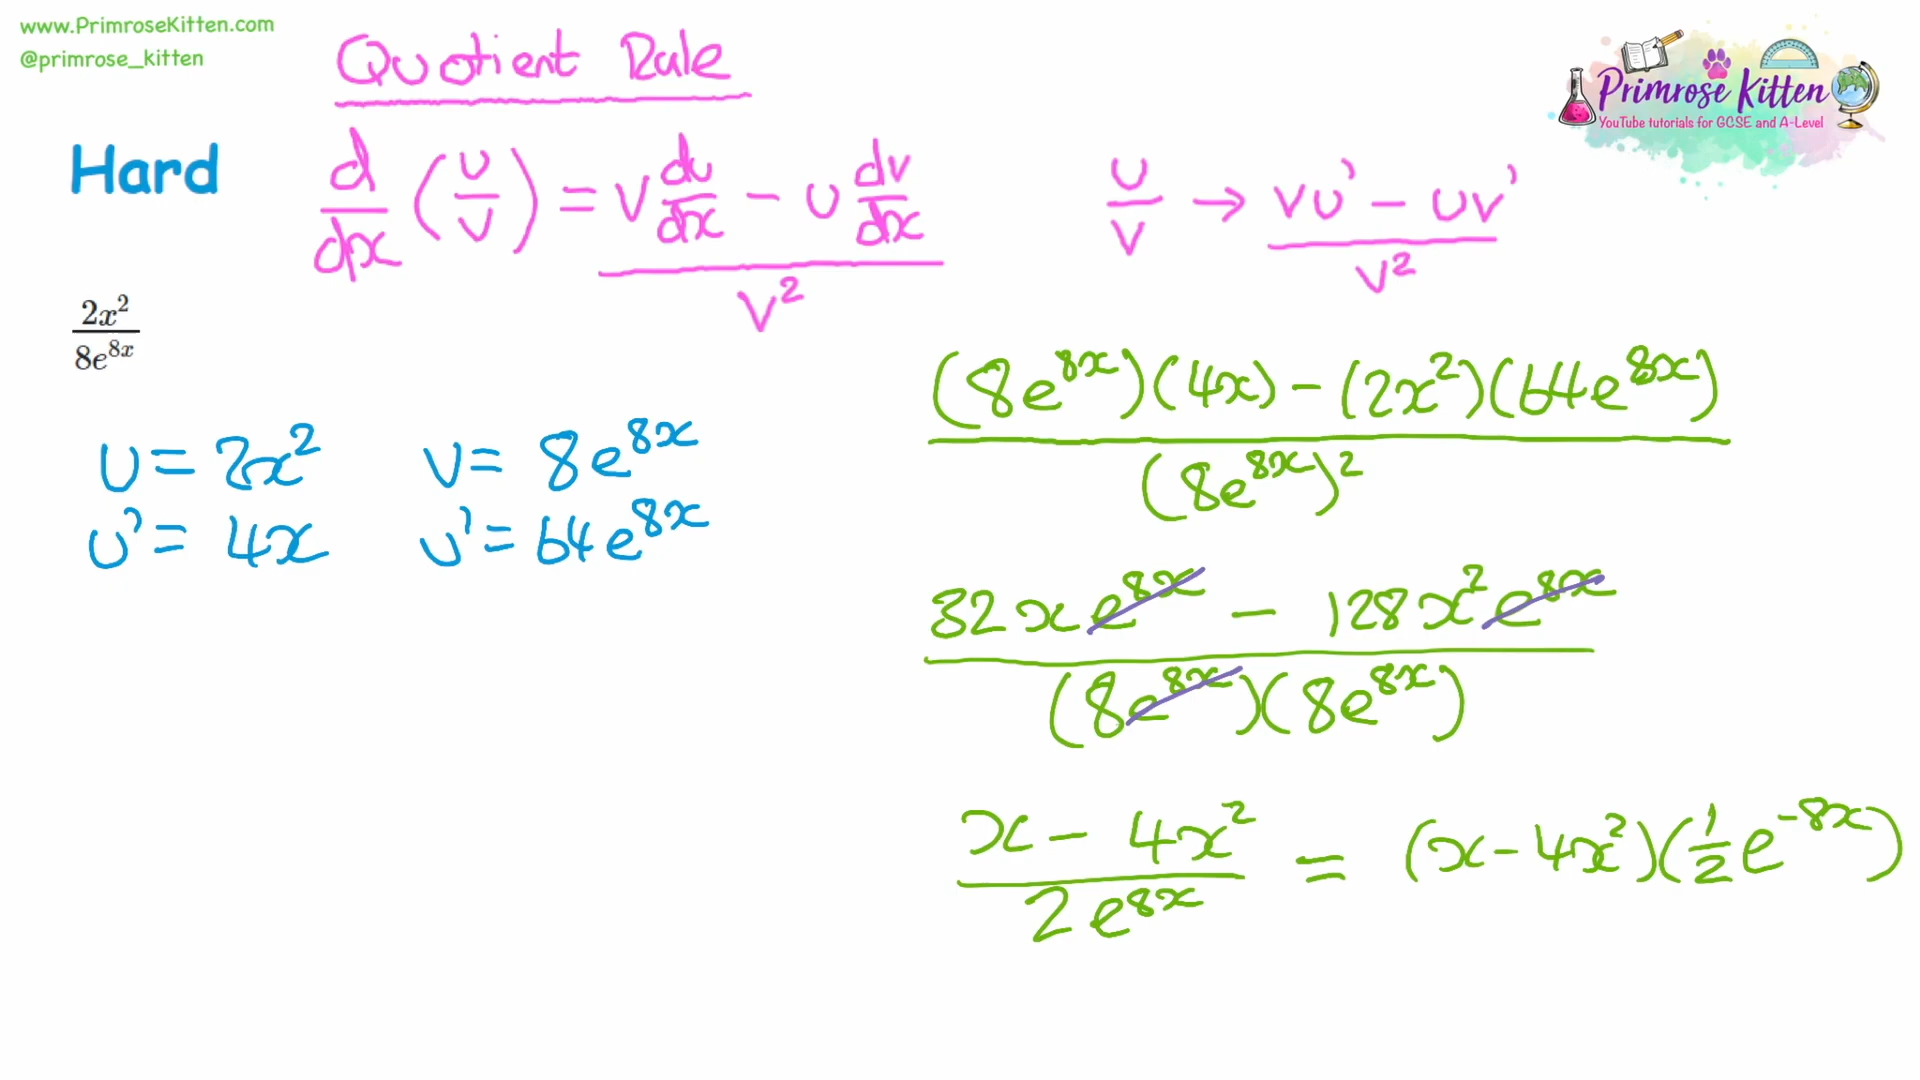 www.PrimroseKitten.com
@primrose_kitten
Quotient Rule
Primrose Kitten
YouTube tutorials for GCSE and A-Level
Hard
d/dx (u/v) = (v du/dx - u dv/dx)/v²
u/v → (vu' - uv')/v²
2x²/8e^{8x}
u = 2x² v = 8e^{8x}
u' = 4x v' = 64e^{8x}
((8e^{8x})(4x) - (2x²)(64e^{8x}))/(8e^{8x})²
(32xe^{8x} - 128x²e^{8x})/((8e^{8x})(8e^{8x}))
(x - 4x²)/2e^{8x} = (x - 4x²)(1/2 e^{-8x})